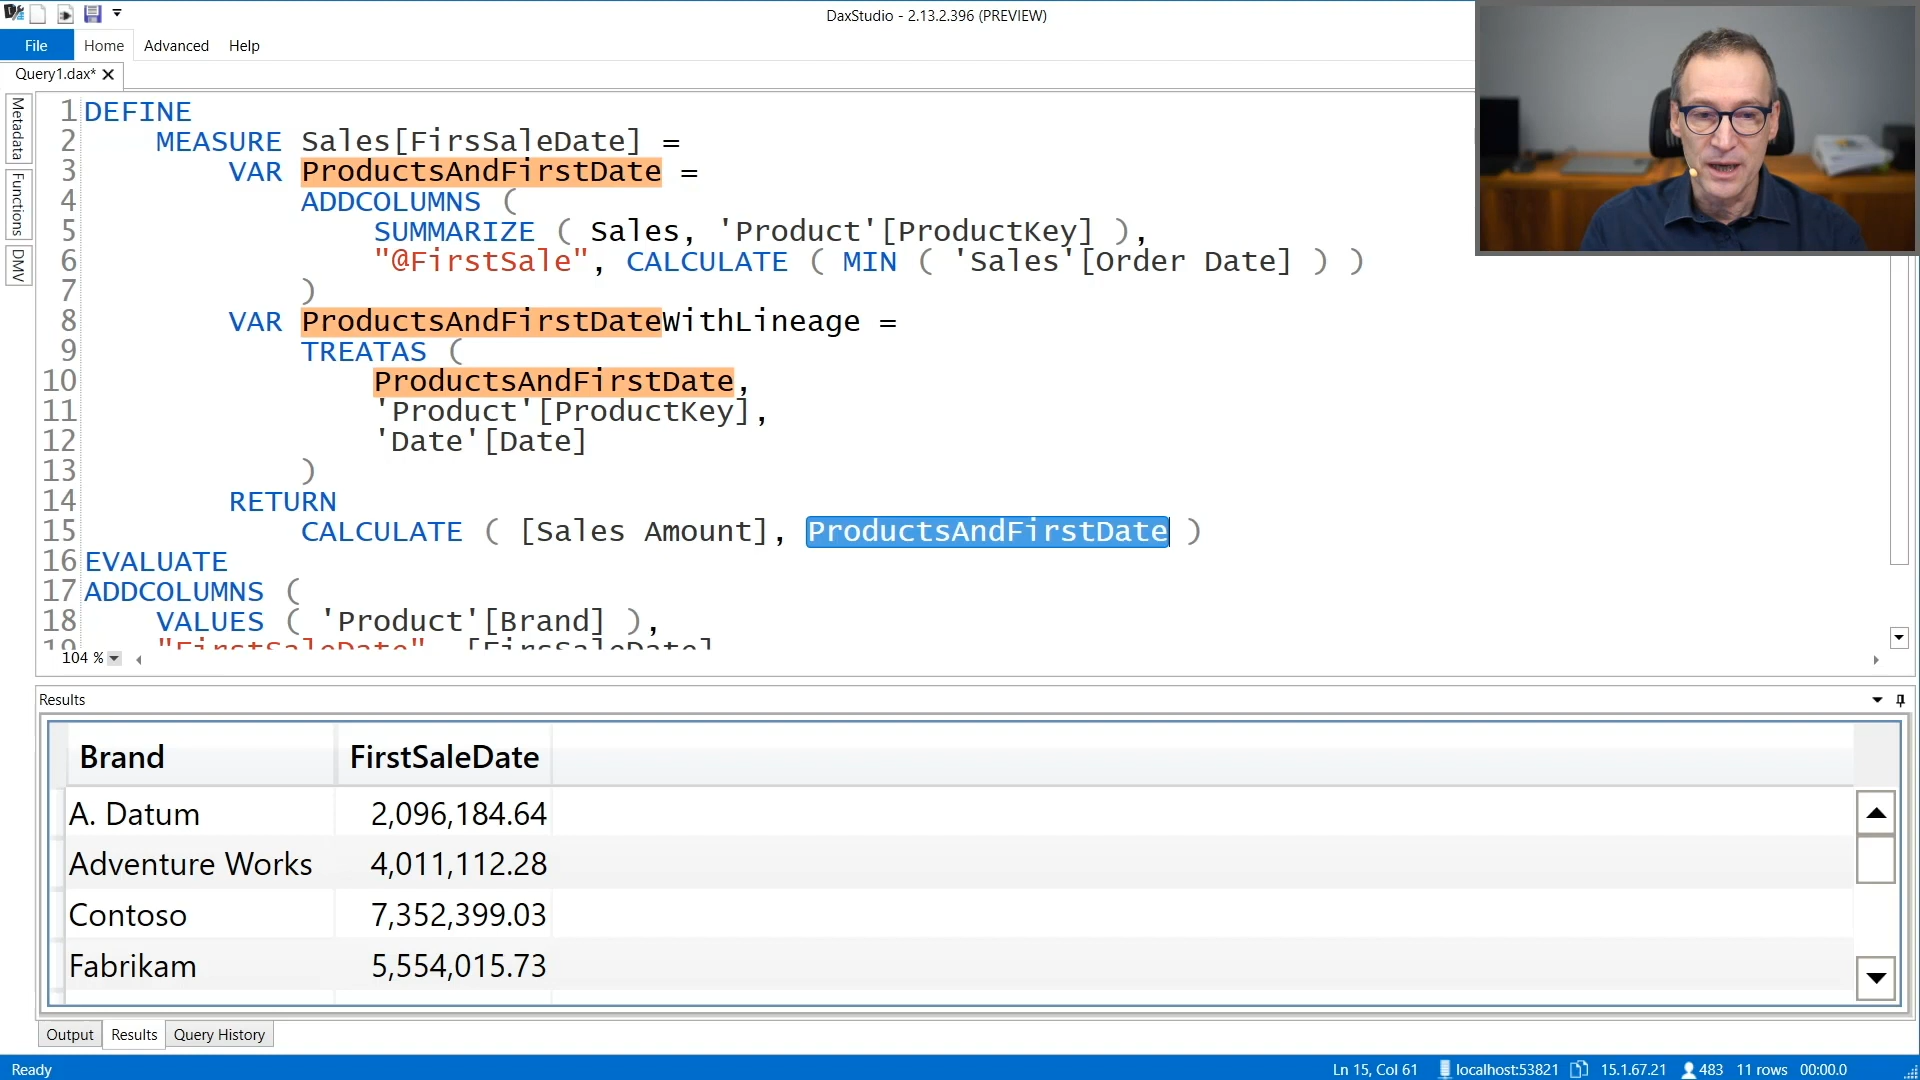 DaxStudio - 2.13.2.396 (PREVIEW)
File Home Advanced Help
Query1.dax*
Metadata
Functions
DMV
1 DEFINE
2 MEASURE Sales[FirsSaleDate] =
3 VAR ProductsAndFirstDate =
4 ADDCOLUMNS (
5 SUMMARIZE ( Sales, 'Product'[ProductKey] ),
6 "@FirstSale", CALCULATE ( MIN ( 'Sales'[Order Date] ) )
7 )
8 VAR ProductsAndFirstDateWithLineage =
9 TREATAS (
10 ProductsAndFirstDate,
11 'Product'[ProductKey],
12 'Date'[Date]
13 )
14 RETURN
15 CALCULATE ( [Sales Amount], ProductsAndFirstDate )
16 EVALUATE
17 ADDCOLUMNS (
18 VALUES ( 'Product'[Brand] ),
19 "FirstSaleDate", [FirsSaleDate]
104 %
Results
Brand FirstSaleDate
A. Datum 2,096,184.64
Adventure Works 4,011,112.28
Contoso 7,352,399.03
Fabrikam 5,554,015.73
Output Results Query History
Ready Ln 15, Col 61 localhost:53821 15.1.67.21 483 11 rows 00:00.0